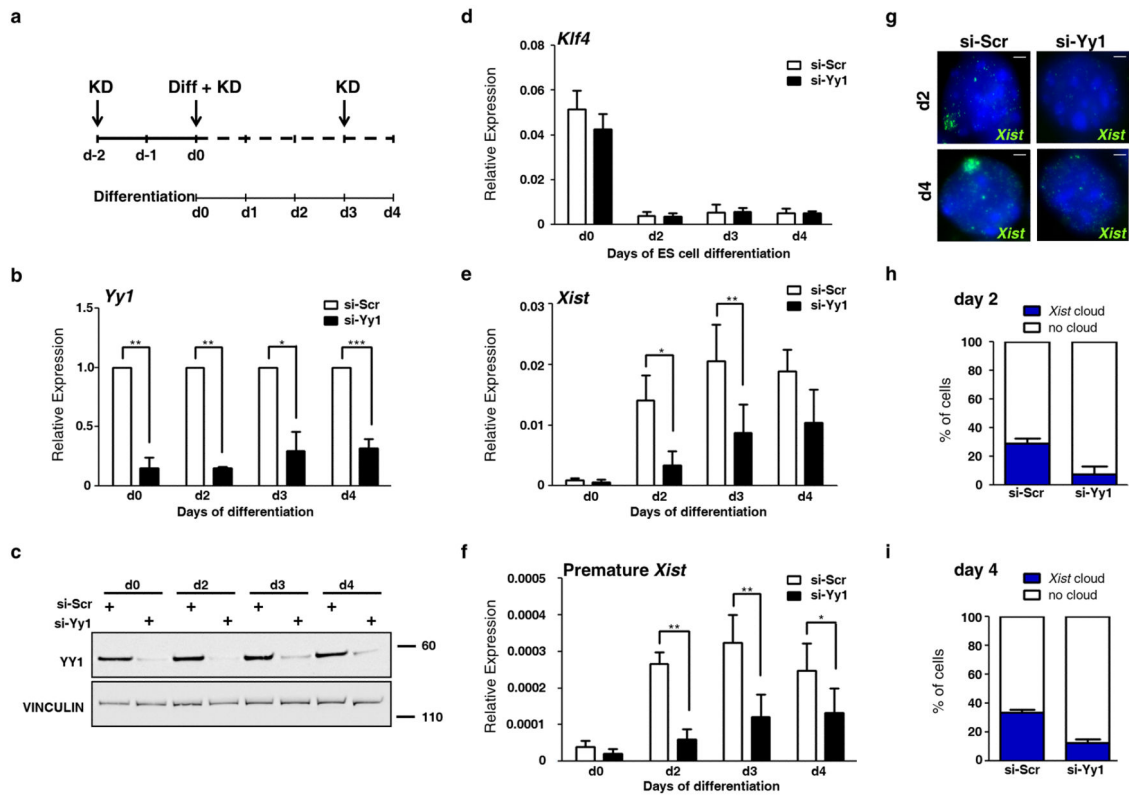 a
KD Diff + KD KD
d-2 d-1 d0
Differentiation
d0 d1 d2 d3 d4
b
Yy1
si-Scr
si-Yy1
Relative Expression
1.5
1.0
0.5
0
** ** * ***
d0 d2 d3 d4
Days of differentiation
c
d0 d2 d3 d4
si-Scr + + + +
si-Yy1 + + + +
YY1
60
VINCULIN
110
d
Klf4
si-Scr
si-Yy1
Relative Expression
0.08
0.06
0.04
0.02
0
d0 d2 d3 d4
Days of ES cell differentiation
e
Xist
si-Scr
si-Yy1
Relative Expression
0.03
0.02
0.01
0
* **
d0 d2 d3 d4
Days of differentiation
f
Premature Xist
si-Scr
si-Yy1
Relative Expression
0.0005
0.0004
0.0003
0.0002
0.0001
0
** ** *
d0 d2 d3 d4
Days of differentiation
g
si-Scr si-Yy1
d2
Xist Xist
d4
Xist Xist
h
day 2
Xist cloud
no cloud
% of cells
100
80
60
40
20
0
si-Scr si-Yy1
i
day 4
Xist cloud
no cloud
% of cells
100
80
60
40
20
0
si-Scr si-Yy1